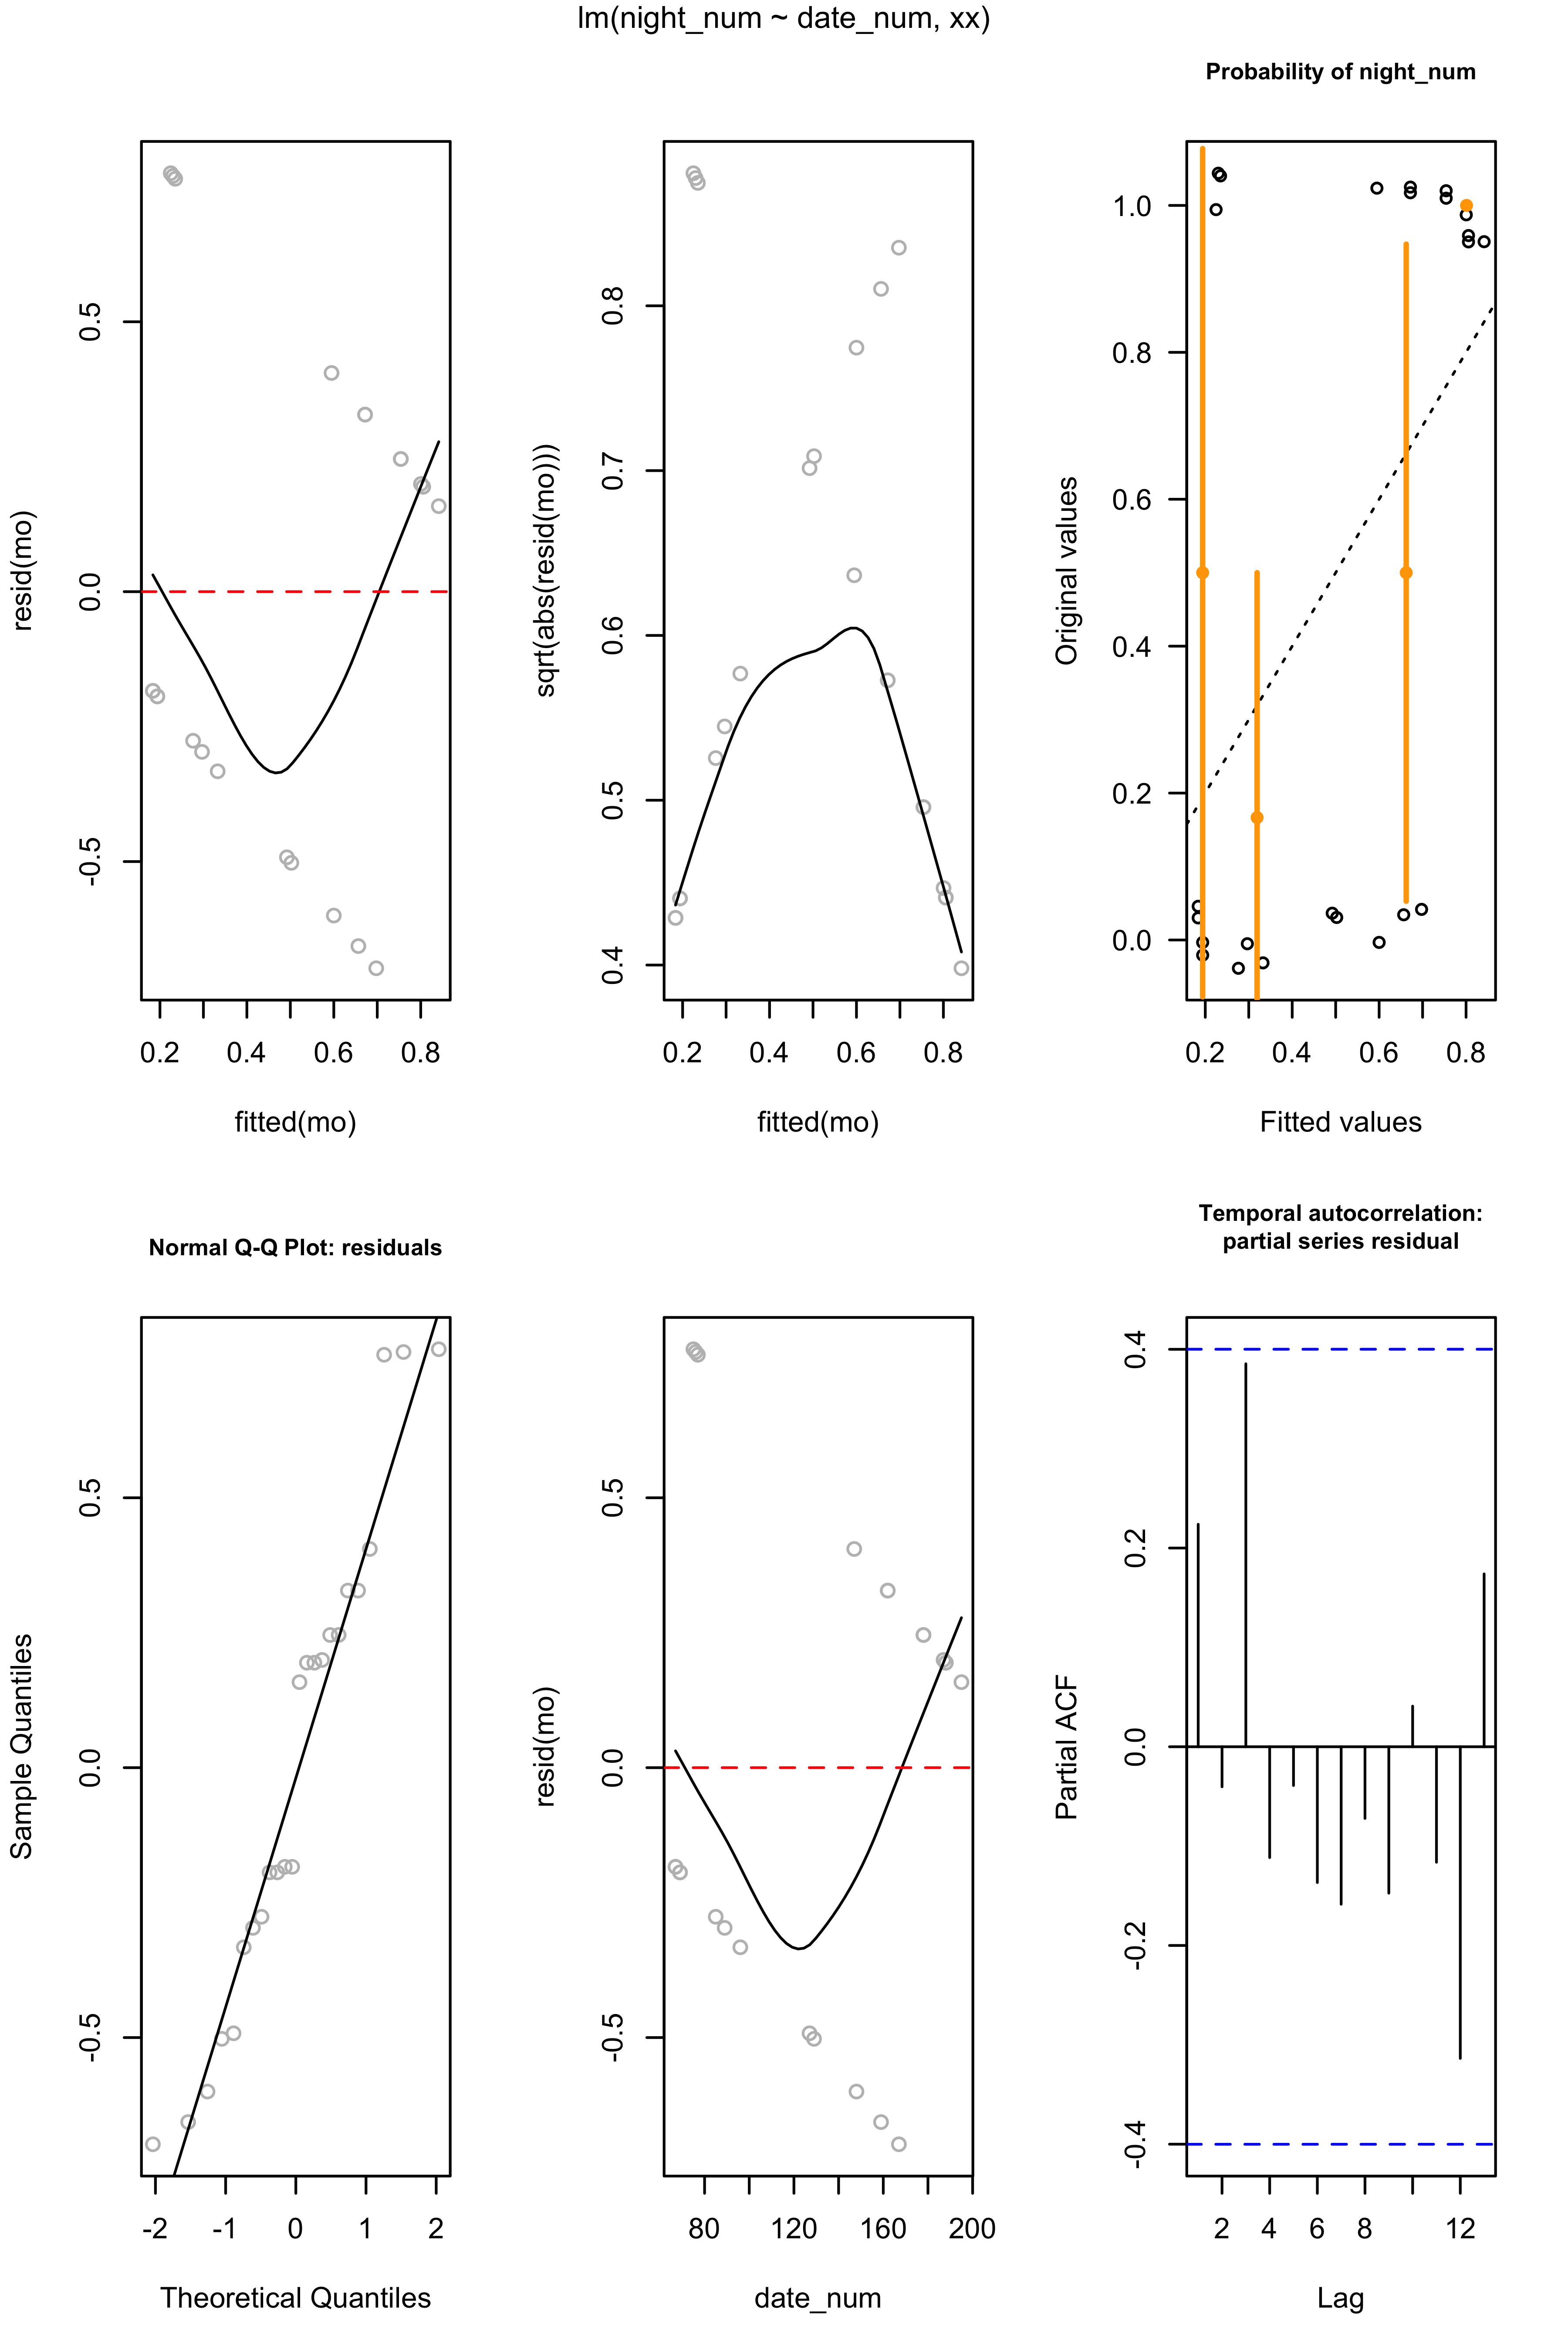 lm(night_num ~ date_num, xx)
resid(mo)
0.5
0.0
-0.5
0.2 0.4 0.6 0.8
fitted(mo)
sqrt(abs(resid(mo)))
0.8
0.7
0.6
0.5
0.4
0.2 0.4 0.6 0.8
fitted(mo)
Probability of night_num
Original values
1.0
0.8
0.6
0.4
0.2
0.0
0.2 0.4 0.6 0.8
Fitted values
Normal Q-Q Plot: residuals
Sample Quantiles
0.5
0.0
-0.5
-2 -1 0 1 2
Theoretical Quantiles
resid(mo)
0.5
0.0
-0.5
80 120 160 200
date_num
Temporal autocorrelation:
partial series residual
Partial ACF
0.4
0.2
0.0
-0.2
-0.4
2 4 6 8 12
Lag